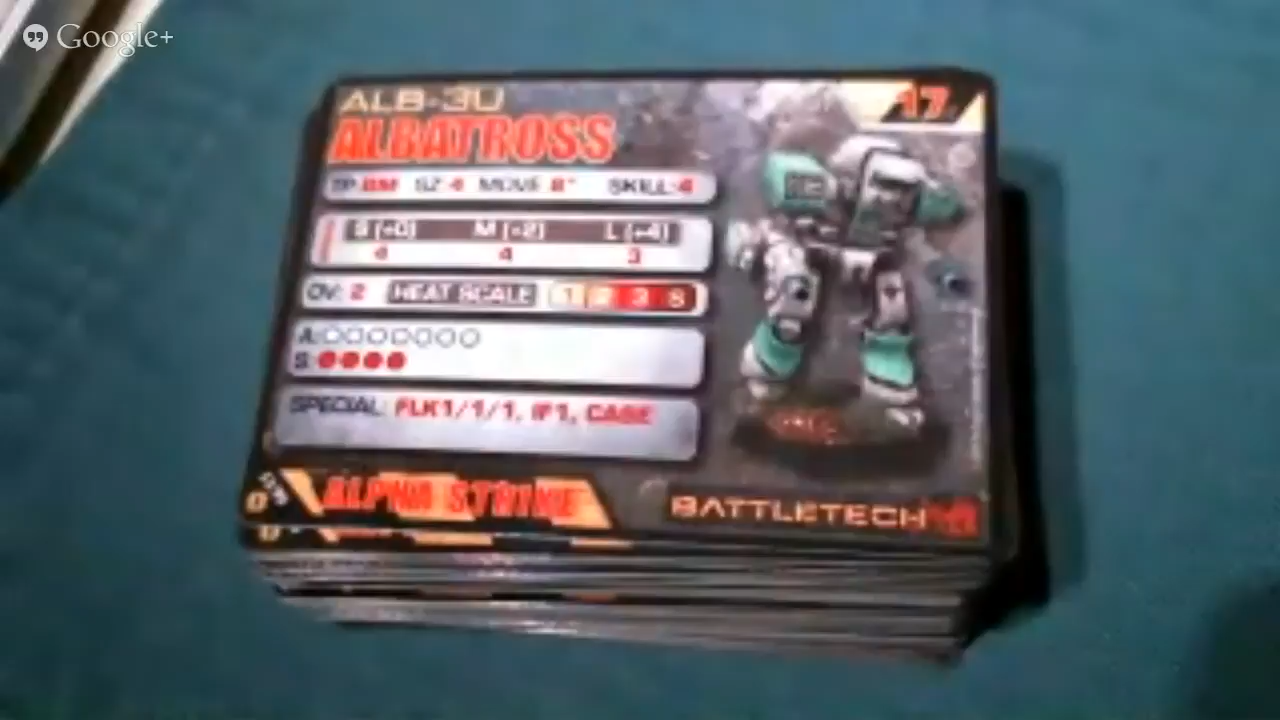 Google+
ALB-3U
17
ALBATROSS
TP:BM SZ:4 MOVE 8" SKILL:4
S (+0) M (+2) L (+4)
4 4 3
OV: 2 HEAT SCALE 1 2 3 S
A:
S:
SPECIAL: FLK1/1/1, IF1, CASE
ALPHA STRIKE
BATTLETECH